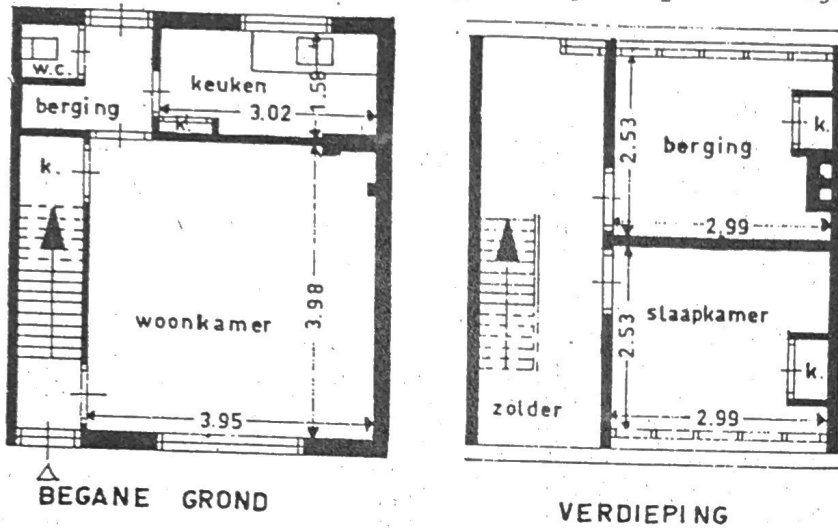 w.c.
keuken
1.58
berging
3.02
k.
k.
woonkamer
3.98
3.95
BEGANE GROND
2.53
berging
k.
2.99
slaapkamer
2.53
k.
zolder
2.99
VERDIEPING